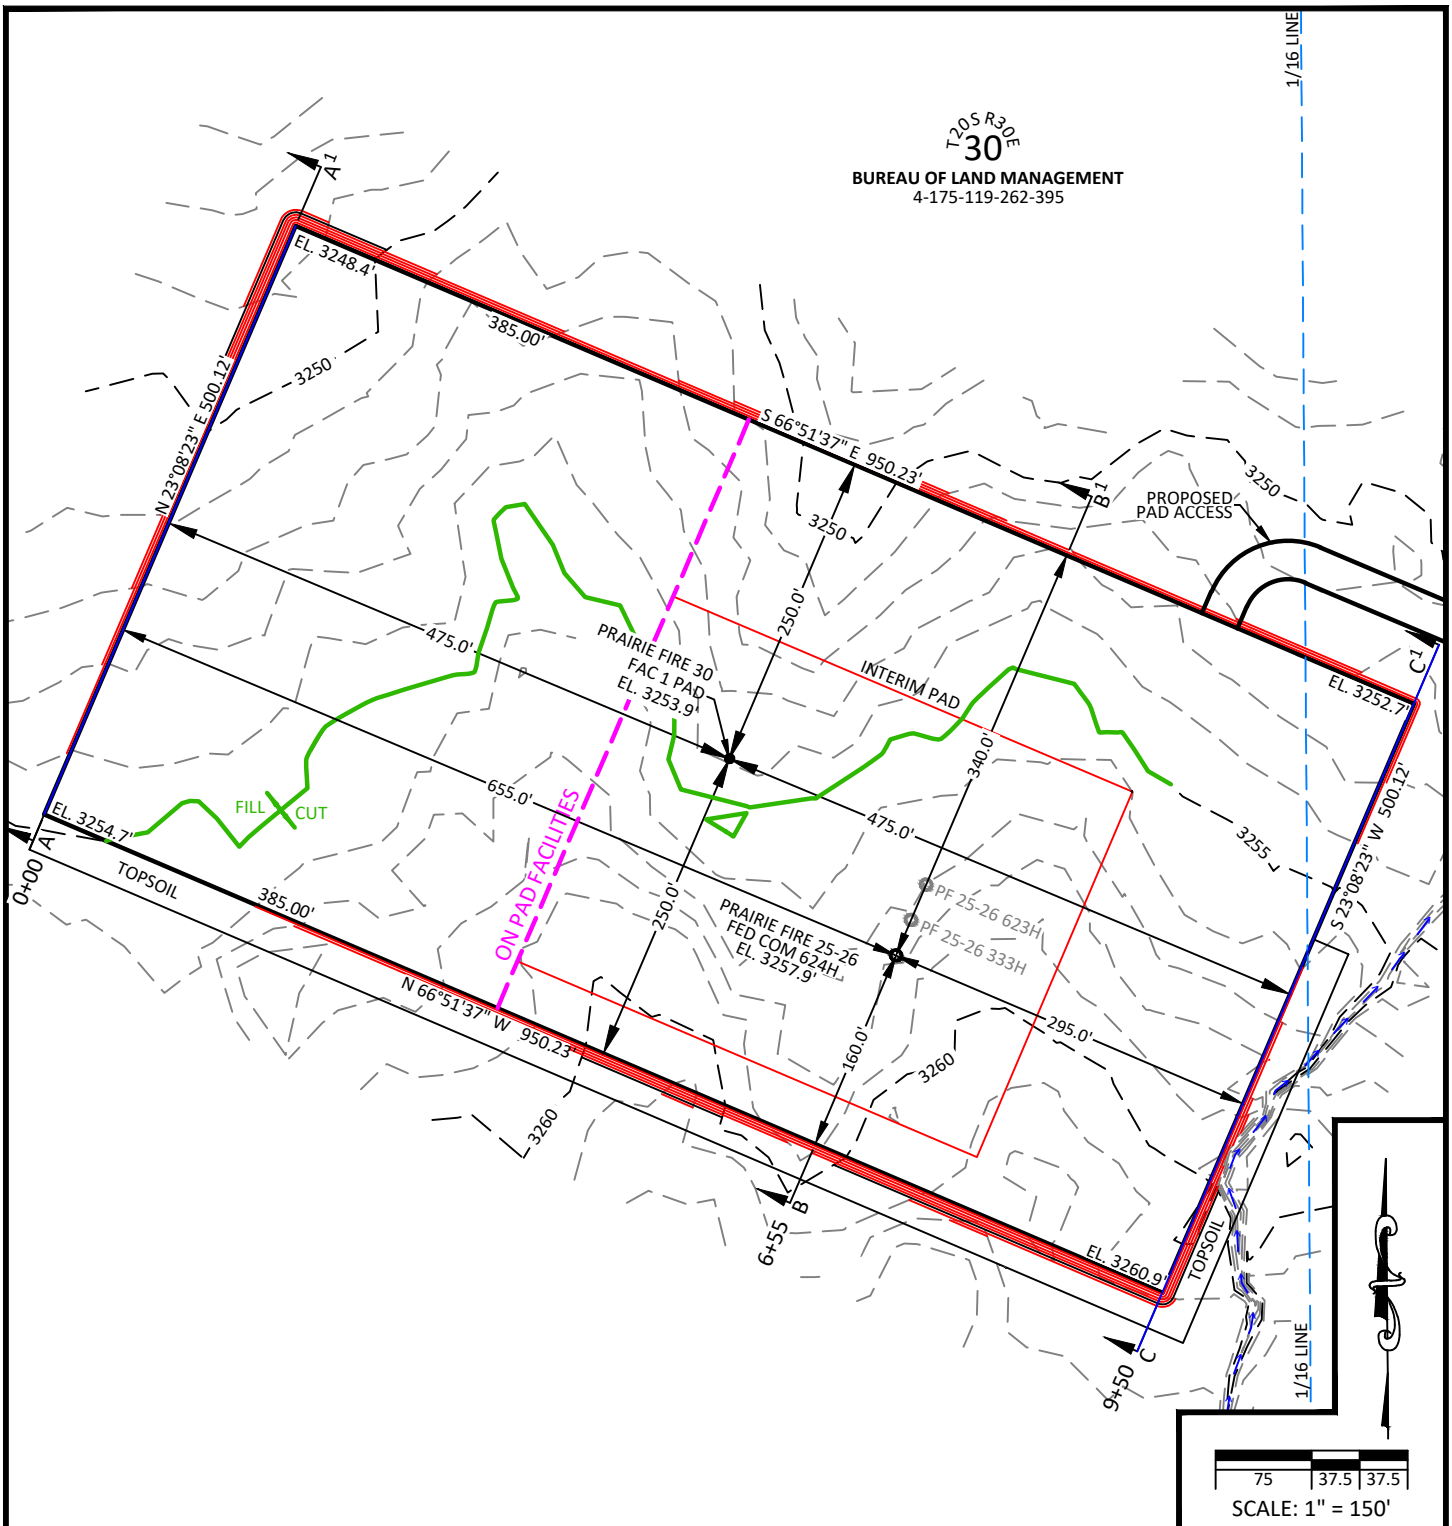 1/16 LINE
T20S R30E
30
BUREAU OF LAND MANAGEMENT
4-175-119-262-395
A 1
EL. 3248.4'
385.00'
3250
N 23°08'23" E 500.12'
S 66°51'37" E 950.23'
3250
B 1
PROPOSED
PAD ACCESS
3250
C 1
250.0'
475.0'
PRAIRIE FIRE 30
FAC 1 PAD
EL. 3253.9'
INTERIM PAD
EL. 3252.7'
340.0'
655.0'
475.0'
3255
S 23°08'23" W 500.12'
FILL
CUT
EL. 3254.7'
0+00
A
TOPSOIL
385.00'
ON PAD FACILITIES
250.0'
PRAIRIE FIRE 25-26
FED COM 624H
EL. 3257.9'
PF 25-26 623H
PF 25-26 333H
N 66°51'37" W 950.23'
295.0'
160.0'
3260
3260
6+55
B
EL. 3260.9'
TOPSOIL
9+50
C
1/16 LINE
75
37.5
37.5
SCALE: 1" = 150'